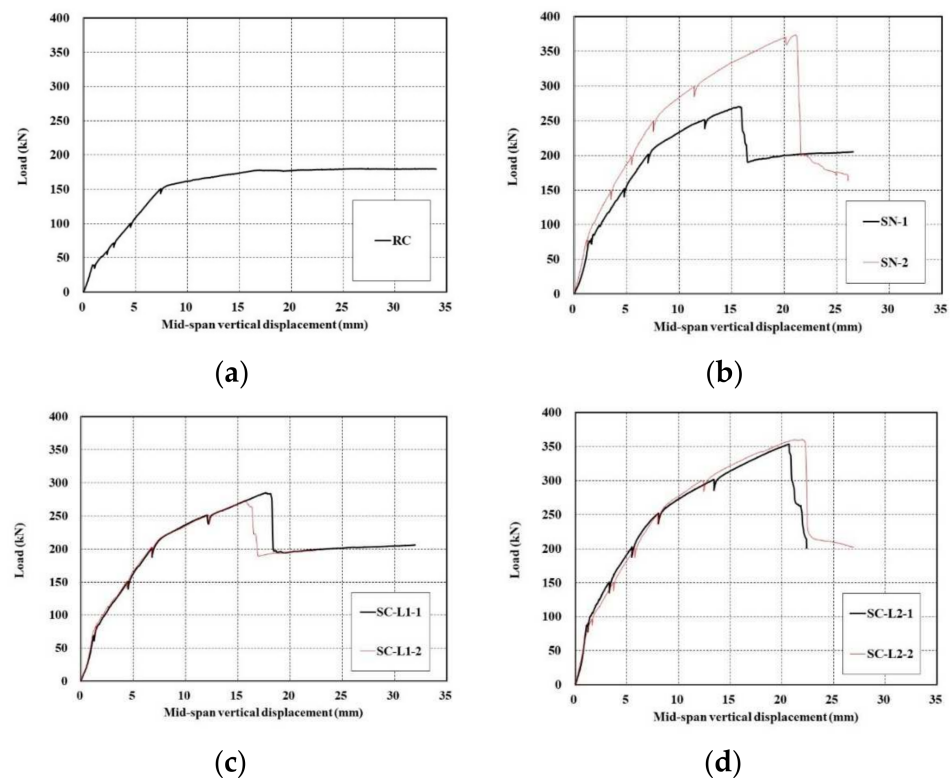 400
350
300
250
200
150
100
50
0
Load (kN)
RC
0 5 10 15 20 25 30 35
Mid-span vertical displacement (mm)
(a)
400
350
300
250
200
150
100
50
0
Load (kN)
SN-1
SN-2
0 5 10 15 20 25 30 35
Mid-span vertical displacement (mm)
(b)
400
350
300
250
200
150
100
50
0
Load (kN)
SC-L1-1
SC-L1-2
0 5 10 15 20 25 30 35
Mid-span vertical displacement (mm)
(c)
400
350
300
250
200
150
100
50
0
Load (kN)
SC-L2-1
SC-L2-2
0 5 10 15 20 25 30 35
Mid-span vertical displacement (mm)
(d)